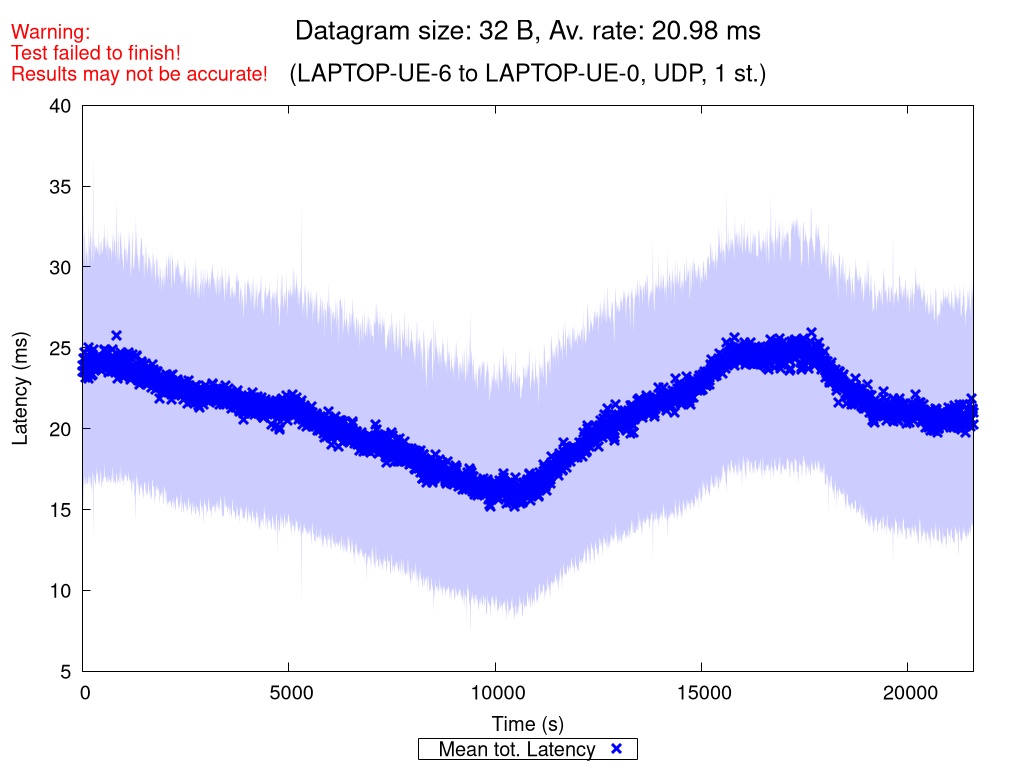 Warning:
Test failed to finish!
Results may not be accurate!
Datagram size: 32 B, Av. rate: 20.98 ms
(LAPTOP-UE-6 to LAPTOP-UE-0, UDP, 1 st.)
40
35
30
25
20
15
10
5
Latency (ms)
0 5000 10000 15000 20000
Time (s)
Mean tot. Latency